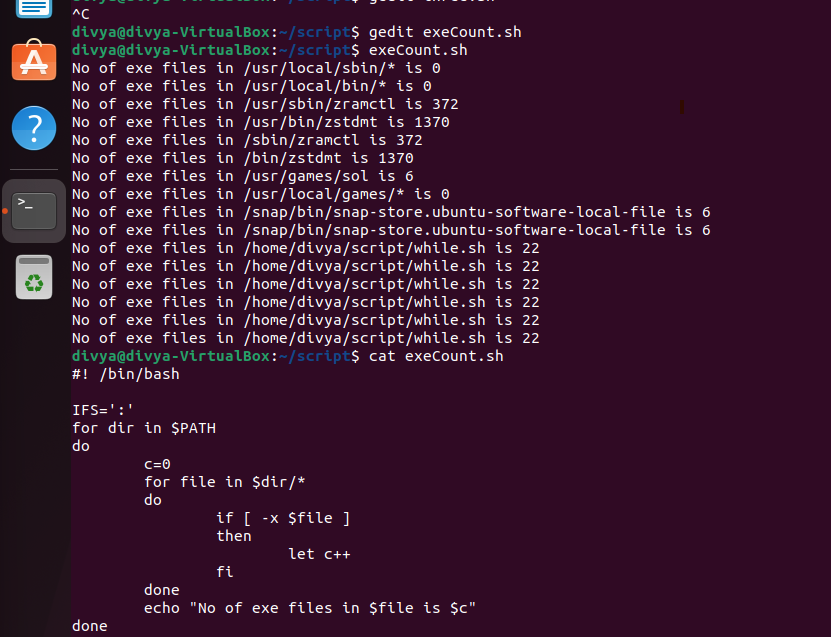 ^C
divya@divya-VirtualBox:~/script$ gedit exeCount.sh
divya@divya-VirtualBox:~/script$ exeCount.sh
No of exe files in /usr/local/sbin/* is 0
No of exe files in /usr/local/bin/* is 0
No of exe files in /usr/sbin/zramctl is 372
No of exe files in /usr/bin/zstdmt is 1370
No of exe files in /sbin/zramctl is 372
No of exe files in /bin/zstdmt is 1370
No of exe files in /usr/games/sol is 6
No of exe files in /usr/local/games/* is 0
No of exe files in /snap/bin/snap-store.ubuntu-software-local-file is 6
No of exe files in /snap/bin/snap-store.ubuntu-software-local-file is 6
No of exe files in /home/divya/script/while.sh is 22
No of exe files in /home/divya/script/while.sh is 22
No of exe files in /home/divya/script/while.sh is 22
No of exe files in /home/divya/script/while.sh is 22
No of exe files in /home/divya/script/while.sh is 22
No of exe files in /home/divya/script/while.sh is 22
divya@divya-VirtualBox:~/script$ cat exeCount.sh
#! /bin/bash

IFS=':'
for dir in $PATH
do
        c=0
        for file in $dir/*
        do
                if [ -x $file ]
                then
                        let c++
                fi
        done
        echo "No of exe files in $file is $c"
done